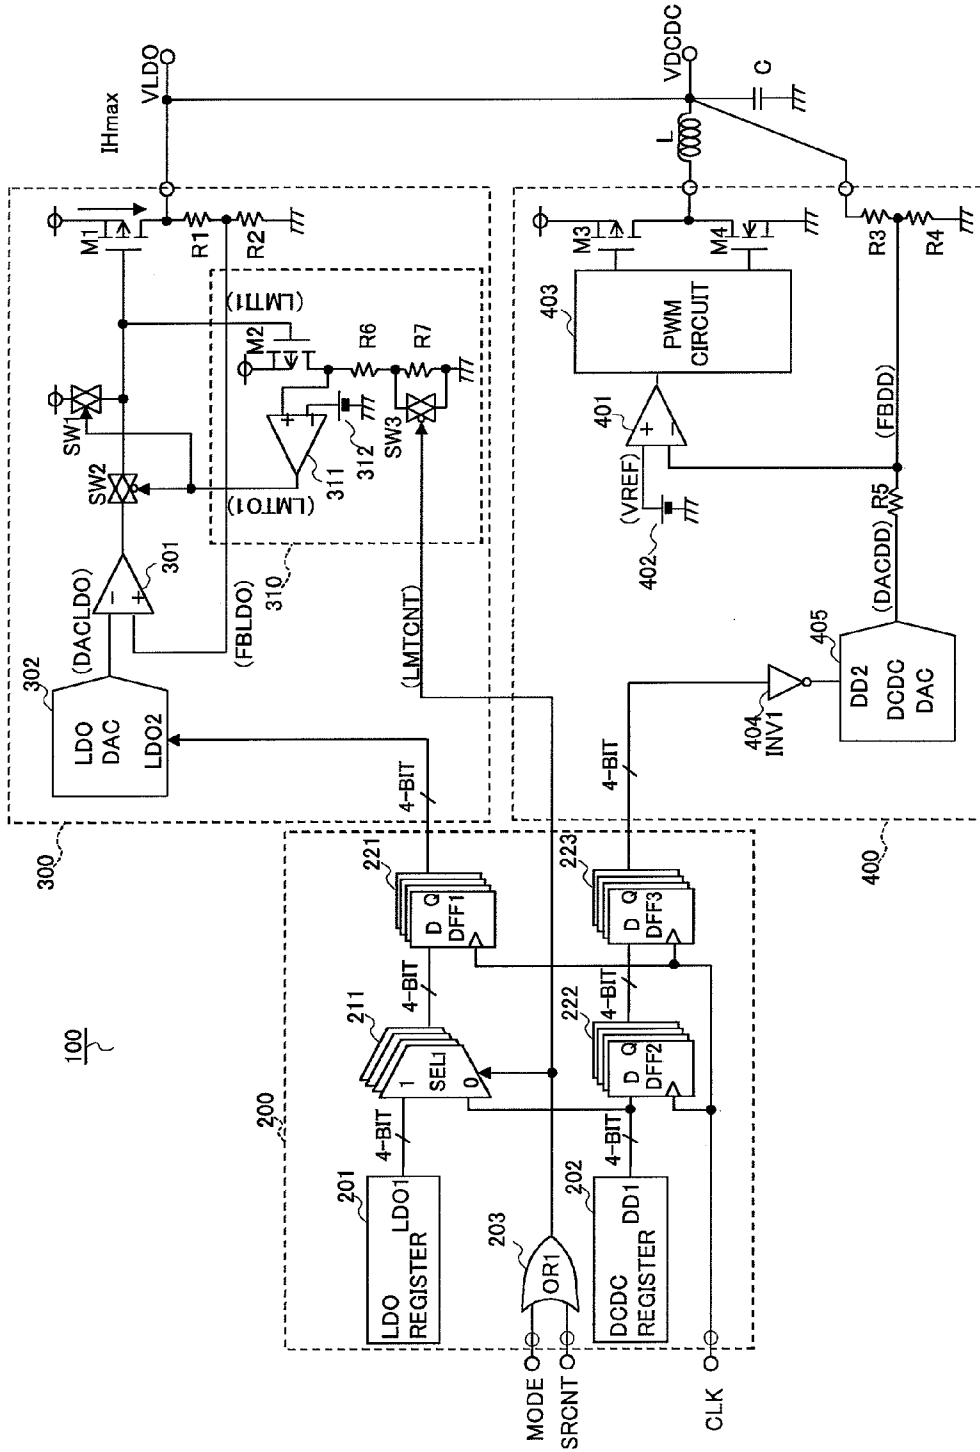 100
200
201
LDO
REGISTER
LDO1
4-BIT
211
1
SEL1
0
4-BIT
221
D Q
DFF1
4-BIT
MODE
SRCNT
203
OR1
202
DCDC
REGISTER
DD1
4-BIT
222
D Q
DFF2
4-BIT
223
D Q
DFF3
4-BIT
CLK
300
302
LDO
DAC
LDO2
(DACLDO)
301
−
+
(FBLDO)
SW2
SW1
M1
IHmax
VLDO
R1
R2
310
(LMTI1)
(LMTO1)
M2
311
+
−
312
R6
R7
SW3
(LMTCNT)
400
404
INV1
405
DD2
DCDC
DAC
(DACDD)
R5
(FBDD)
402
(VREF)
401
+
−
403
PWM
CIRCUIT
M3
M4
R3
R4
L
C
VDCDC